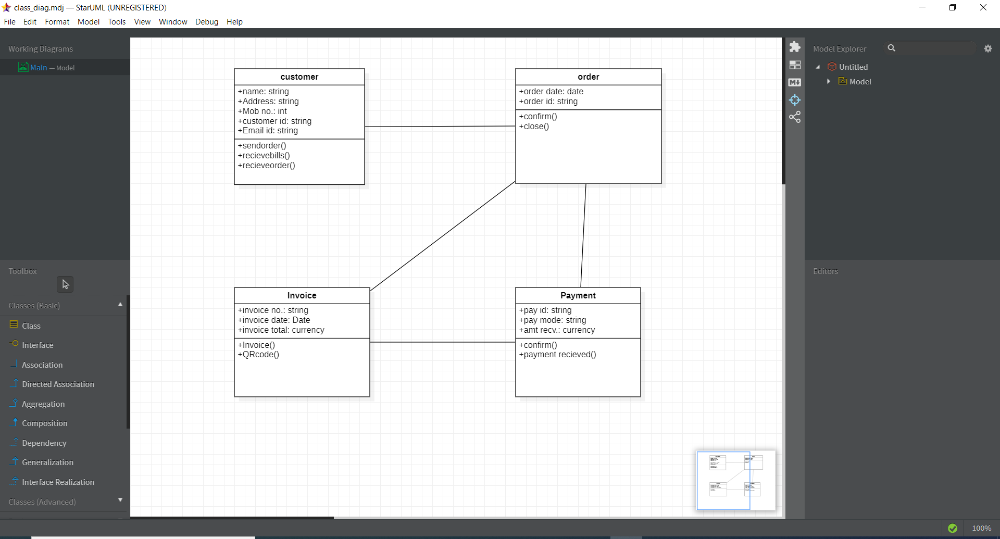 class_diag.mdj — StarUML (UNREGISTERED)
File Edit Format Model Tools View Window Debug Help
Working Diagrams
Main — Model
Toolbox
Classes (Basic)
Class
Interface
Association
Directed Association
Aggregation
Composition
Dependency
Generalization
Interface Realization
Classes (Advanced)
customer
+name: string
+Address: string
+Mob no.: int
+customer id: string
+Email id: string
+sendorder()
+recievebills()
+recieveorder()
order
+order date: date
+order id: string
+confirm()
+close()
Invoice
+invoice no.: string
+invoice date: Date
+invoice total: currency
+Invoice()
+QRcode()
Payment
+pay id: string
+pay mode: string
+amt recv.: currency
+confirm()
+payment recieved()
M
Model Explorer
Untitled
Model
Editors
100%